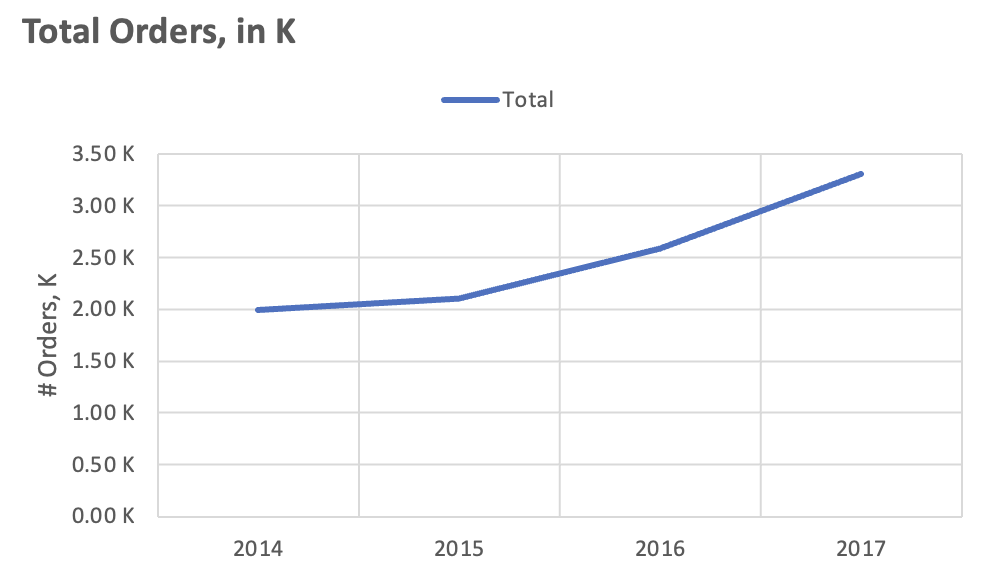 Total Orders, in K
Total
3.50 K
3.00 K
2.50 K
2.00 K
1.50 K
1.00 K
0.50 K
0.00 K
# Orders, K
2014 2015 2016 2017